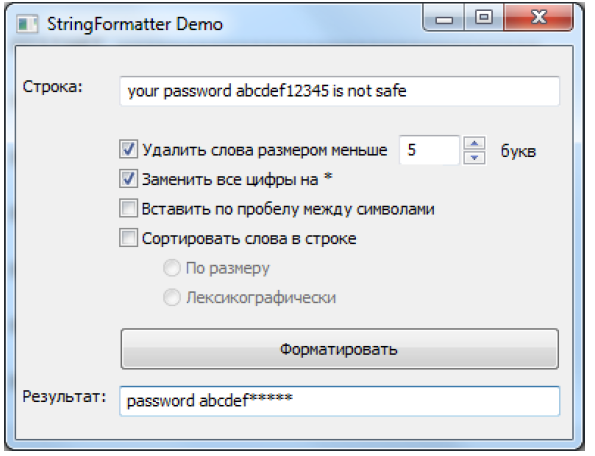 StringFormatter Demo
Строка: your password abcdef12345 is not safe
Удалить слова размером меньше 5 букв
Заменить все цифры на *
Вставить по пробелу между символами
Сортировать слова в строке
По размеру
Лексикографически
Форматировать
Результат: password abcdef*****